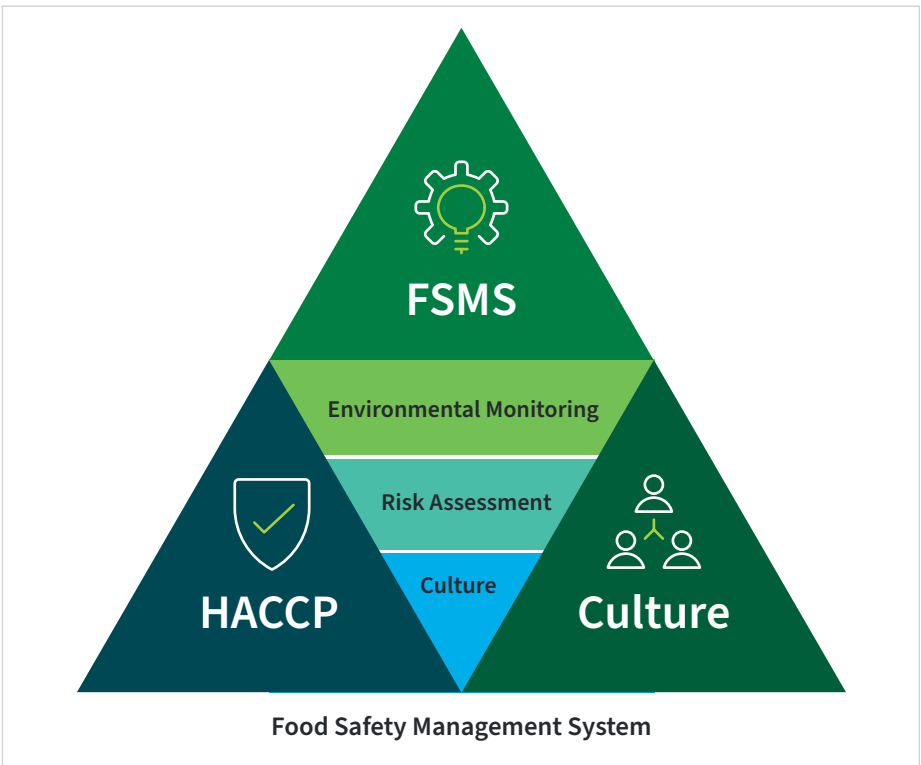 FSMS
Environmental Monitoring
Risk Assessment
Culture
HACCP
Culture
Food Safety Management System